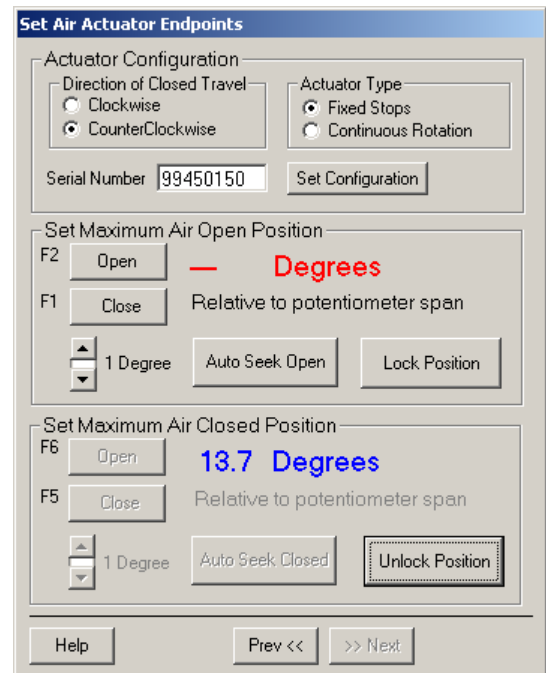 Set Air Actuator Endpoints
Actuator Configuration
Direction of Closed Travel
Clockwise
CounterClockwise
Actuator Type
Fixed Stops
Continuous Rotation
Serial Number 99450150 Set Configuration
Set Maximum Air Open Position
F2 Open — Degrees
F1 Close Relative to potentiometer span
1 Degree Auto Seek Open Lock Position
Set Maximum Air Closed Position
F6 Open 13.7 Degrees
F5 Close Relative to potentiometer span
1 Degree Auto Seek Closed Unlock Position
Help Prev << >> Next